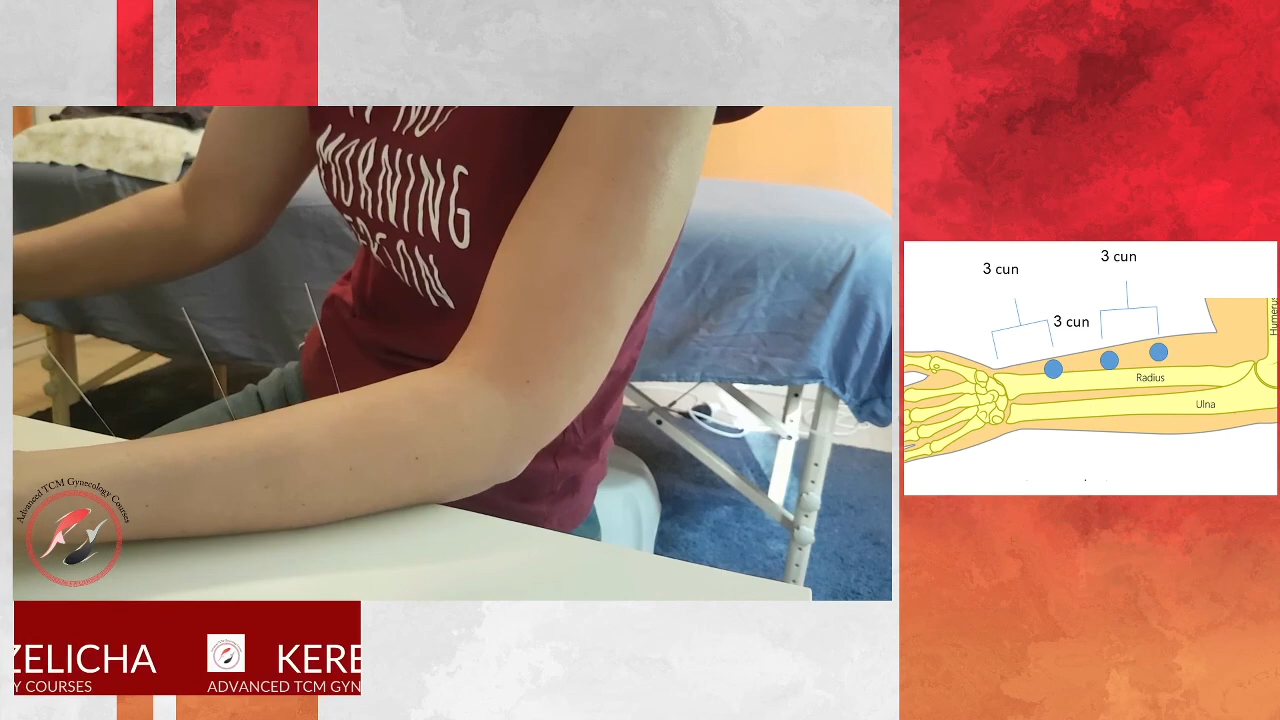 MORNING
PERSON
3 cun
3 cun
3 cun
Humerus
Radius
Ulna
Advanced TCM Gynecology Courses
ZELICHA
KERE
Y COURSES
ADVANCED TCM GYN